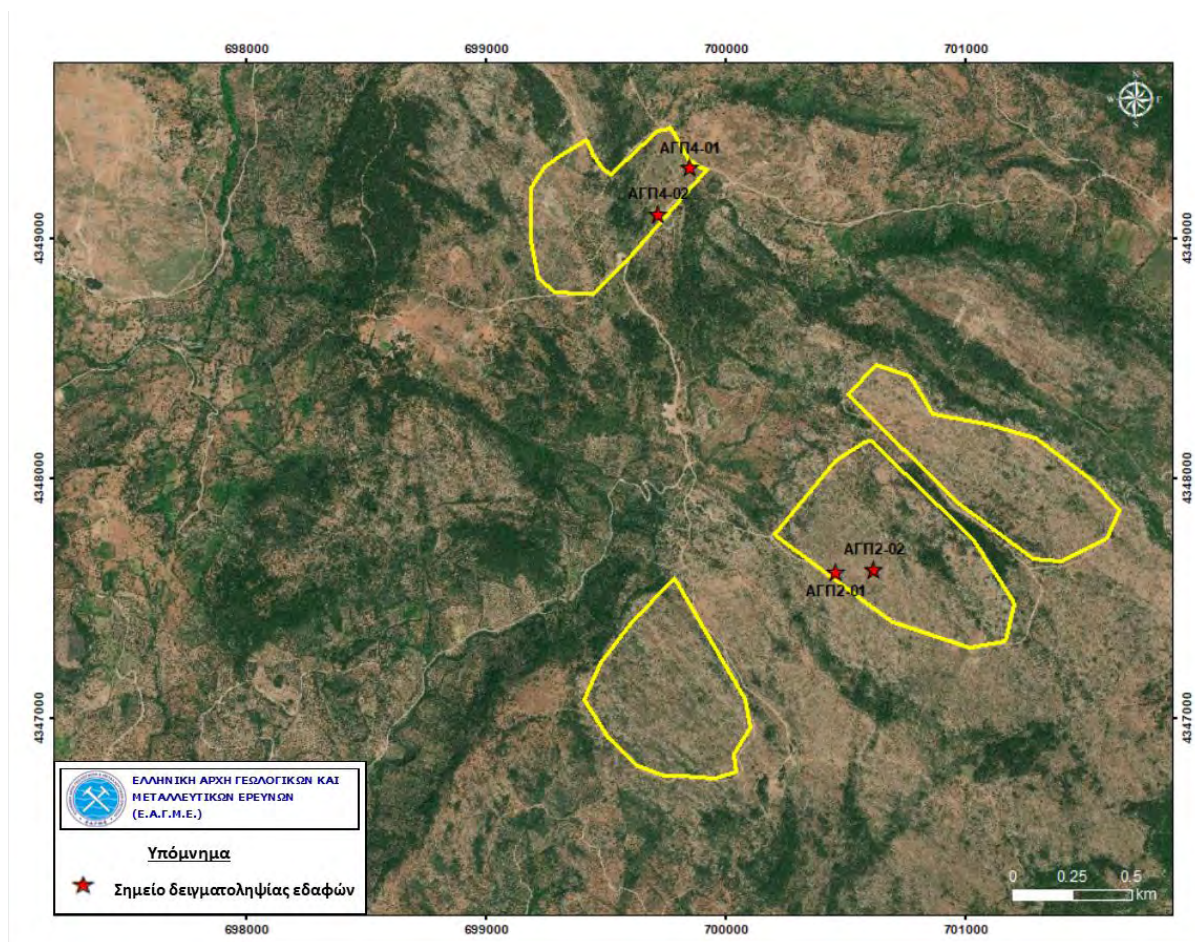 698000 699000 700000 701000
4349000 4349000
4348000 4348000
4347000 4347000
ΑΓΠ4-01
ΑΓΠ4-02
ΑΓΠ2-02
ΑΓΠ2-01
ΕΛΛΗΝΙΚΗ ΑΡΧΗ ΓΕΩΛΟΓΙΚΩΝ ΚΑΙ
ΜΕΤΑΛΛΕΥΤΙΚΩΝ ΕΡΕΥΝΩΝ
(Ε.Α.Γ.Μ.Ε.)
Υπόμνημα
Σημείο δειγματοληψίας εδαφών
0 0.25 0.5
km
698000 699000 700000 701000